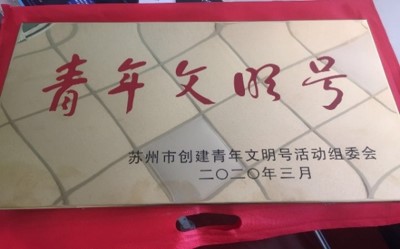 青年文明号
苏州市创建青年文明号活动组委会
二〇二〇年三月